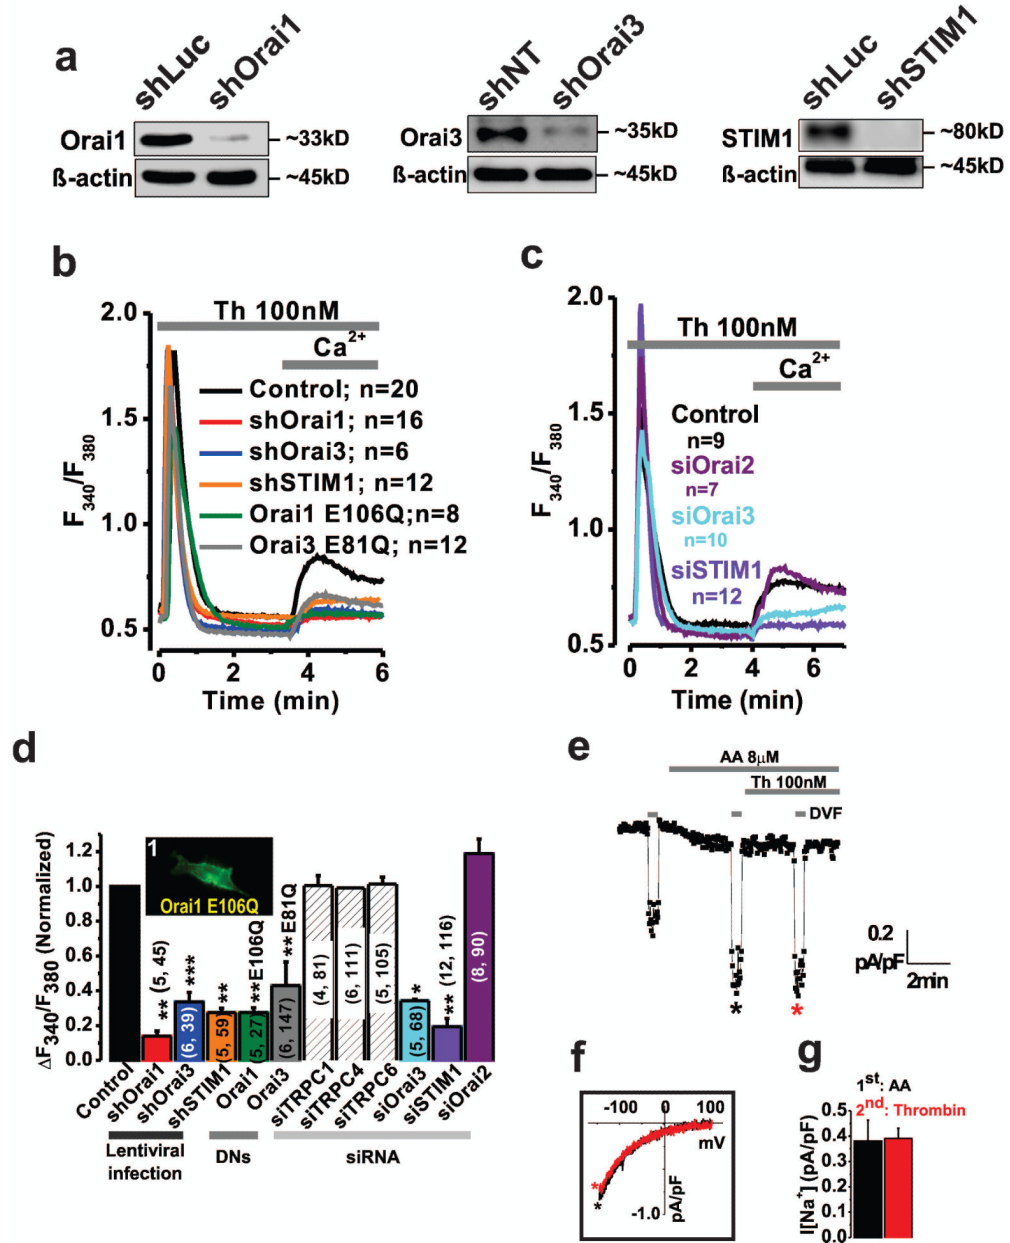 a
shLuc
shOrai1
Orai1
~33kD
ß-actin
~45kD
shNT
shOrai3
Orai3
~35kD
ß-actin
~45kD
shLuc
shSTIM1
STIM1
~80kD
ß-actin
~45kD
b
Th 100nM
Ca2+
Control; n=20
shOrai1; n=16
shOrai3; n=6
shSTIM1; n=12
Orai1 E106Q;n=8
Orai3 E81Q; n=12
2.0
1.5
1.0
0.5
F340/F380
0
2
4
6
Time (min)
c
Th 100nM
Ca2+
Control
n=9
siOrai2
n=7
siOrai3
n=10
siSTIM1
n=12
2.0
1.5
1.0
0.5
F340/F380
0
2
4
6
Time (min)
d
1
Orai1 E106Q
1.2
1.0
0.8
0.6
0.4
0.2
0.0
ΔF340/F380 (Normalized)
** (5, 45)
***
(6, 39)
**
(5, 59)
**E106Q
(5, 27)
**E81Q
(6, 147)
(4, 81)
(6, 111)
(5, 105)
*
(5, 68)
** (12, 116)
(8, 90)
Control
shOrai1
shOrai3
shSTIM1
Orai1
Orai3
siTRPC1
siTRPC4
siTRPC6
siOrai3
siSTIM1
siOrai2
Lentiviral
infection
DNs
siRNA
e
AA 8µM
Th 100nM
DVF
0.2
pA/pF
2min
*
*
f
-100
0
100
mV
pA/pF
-1.0
*
*
g
1st: AA
2nd: Thrombin
0.5
0.4
0.3
0.2
0.1
0.0
I[Na+] (pA/pF)